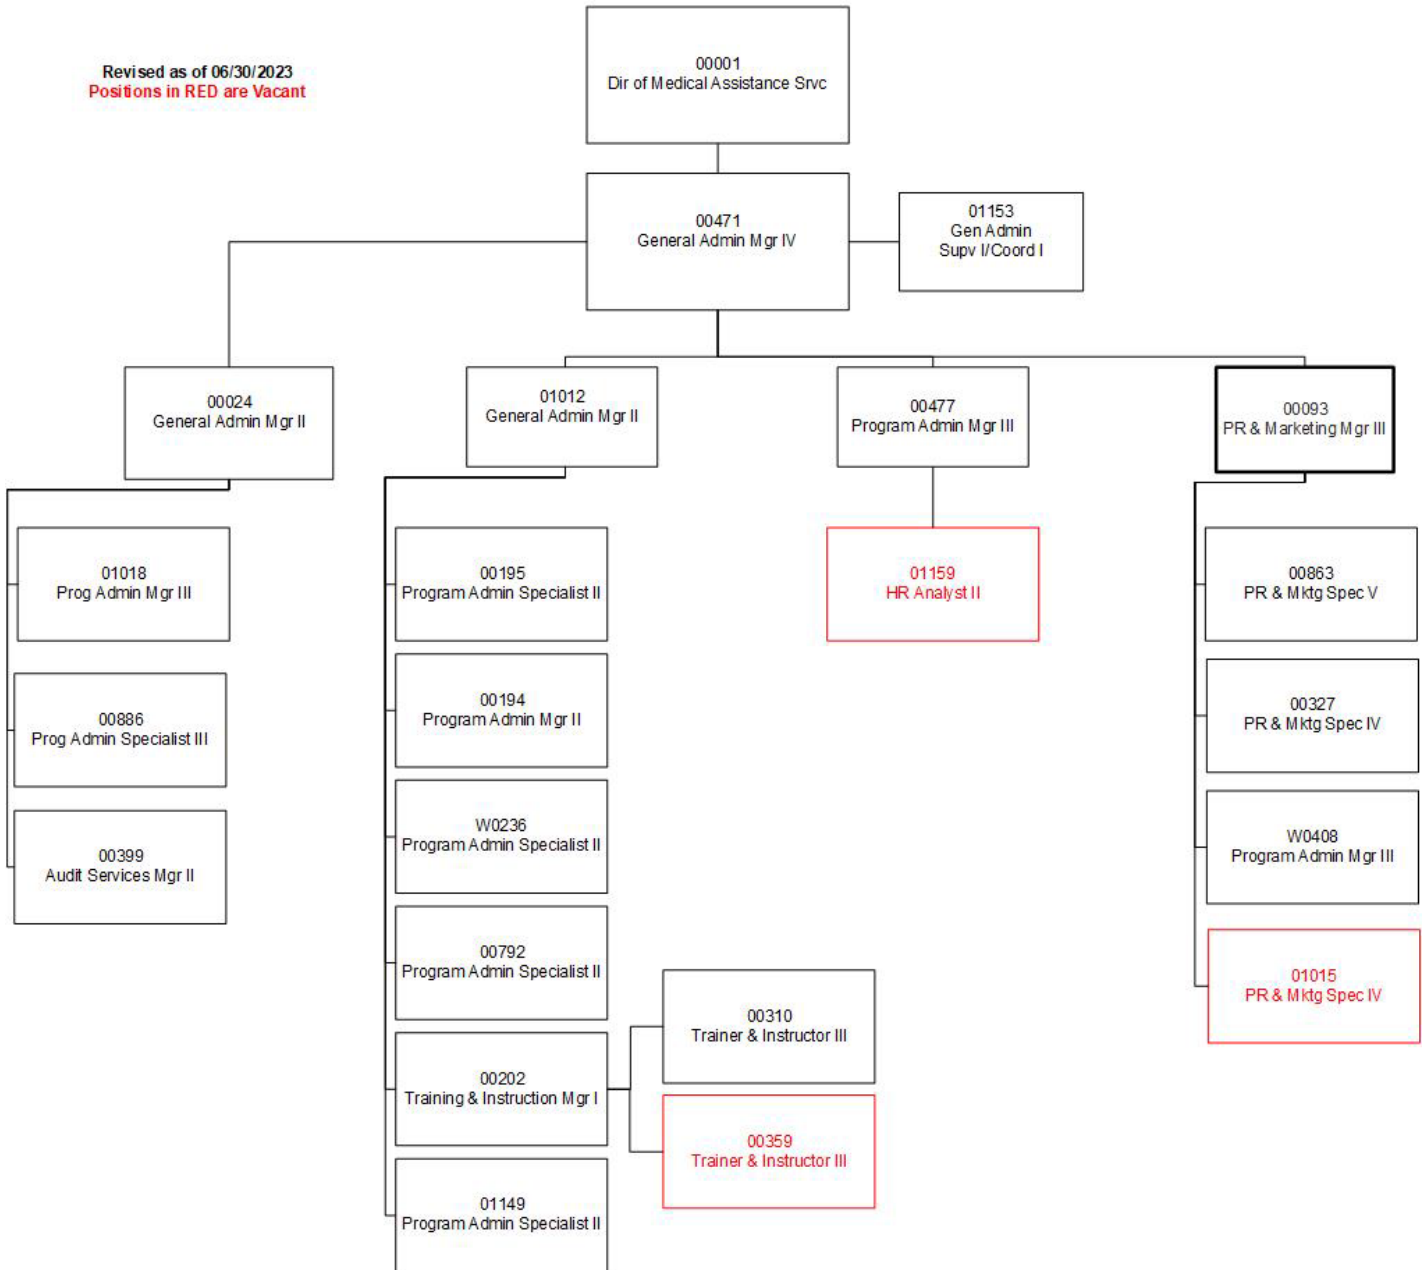 Revised as of 06/30/2023
Positions in RED are Vacant
00001
Dir of Medical Assistance Srvc
00471
General Admin Mgr IV
01153
Gen Admin
Supv I/Coord I
00024
General Admin Mgr II
01012
General Admin Mgr II
00477
Program Admin Mgr III
00093
PR & Marketing Mgr III
01018
Prog Admin Mgr III
00886
Prog Admin Specialist III
00399
Audit Services Mgr II
00195
Program Admin Specialist II
00194
Program Admin Mgr II
W0236
Program Admin Specialist II
00792
Program Admin Specialist II
00202
Training & Instruction Mgr I
01149
Program Admin Specialist II
00310
Trainer & Instructor III
00359
Trainer & Instructor III
01159
HR Analyst II
00863
PR & Mktg Spec V
00327
PR & Mktg Spec IV
W0408
Program Admin Mgr III
01015
PR & Mktg Spec IV